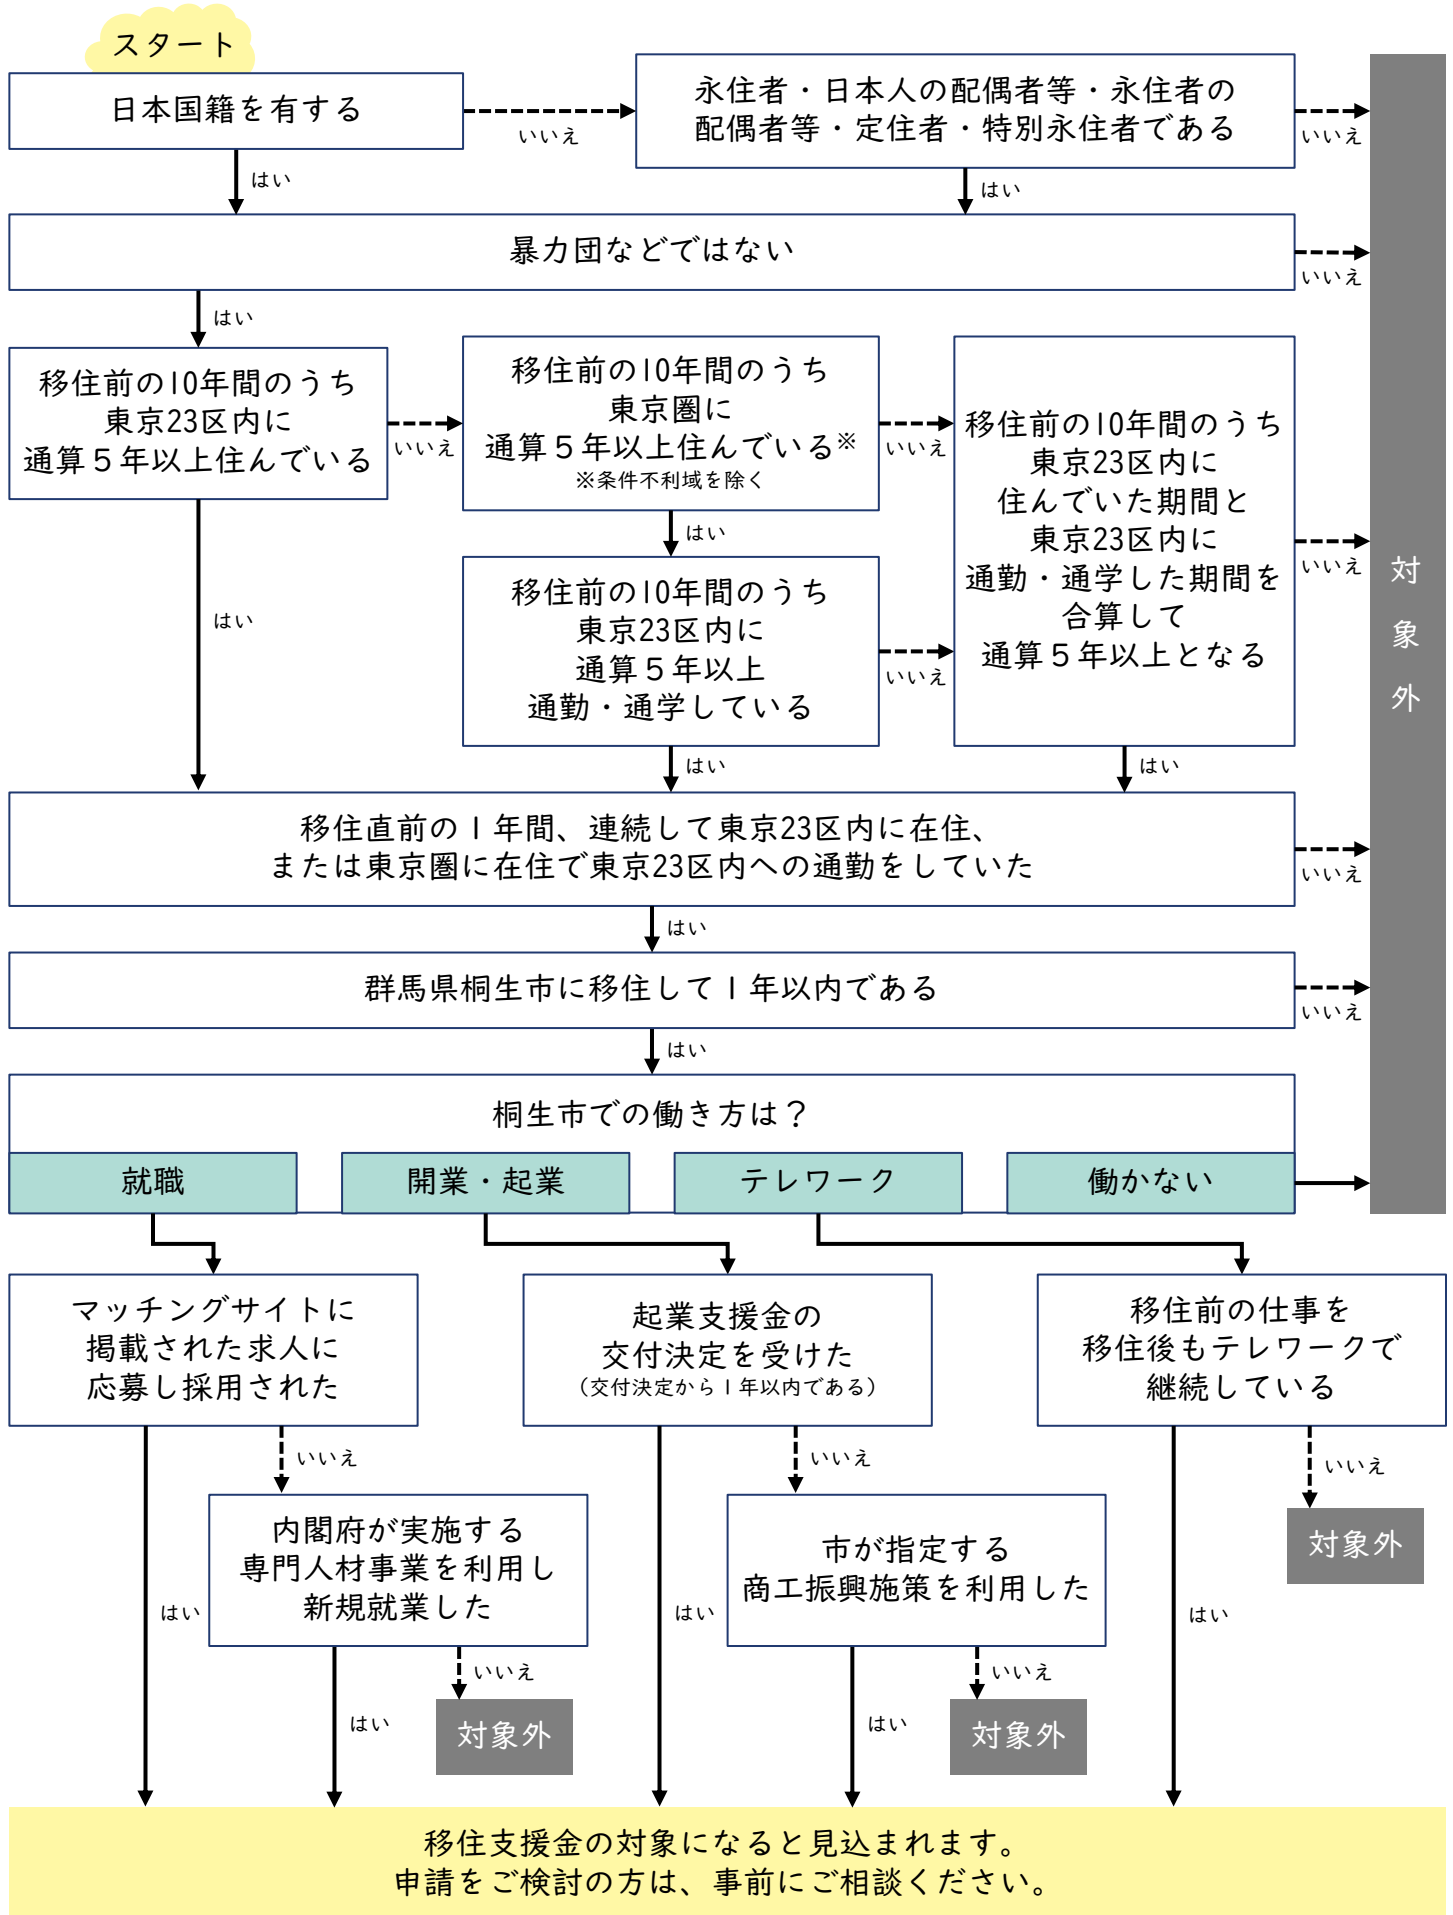 スタート
日本国籍を有する
いいえ
永住者・日本人の配偶者等・永住者の
配偶者等・定住者・特別永住者である
いいえ
はい
はい
暴力団などではない
いいえ
はい
移住前の10年間のうち
東京23区内に
通算５年以上住んでいる
いいえ
移住前の10年間のうち
東京圏に
通算５年以上住んでいる※
※条件不利域を除く
いいえ
移住前の10年間のうち
東京23区内に
住んでいた期間と
東京23区内に
通勤・通学した期間を
合算して
通算５年以上となる
いいえ
対
象
外
はい
移住前の10年間のうち
東京23区内に
通算５年以上
通勤・通学している
いいえ
はい
はい
はい
移住直前の１年間、連続して東京23区内に在住、
または東京圏に在住で東京23区内への通勤をしていた
いいえ
はい
群馬県桐生市に移住して１年以内である
いいえ
はい
桐生市での働き方は？
就職
開業・起業
テレワーク
働かない
マッチングサイトに
掲載された求人に
応募し採用された
起業支援金の
交付決定を受けた
（交付決定から１年以内である）
移住前の仕事を
移住後もテレワークで
継続している
いいえ
いいえ
いいえ
内閣府が実施する
専門人材事業を利用し
新規就業した
市が指定する
商工振興施策を利用した
対象外
はい
はい
はい
いいえ
いいえ
はい
対象外
はい
対象外
移住支援金の対象になると見込まれます。
申請をご検討の方は、事前にご相談ください。